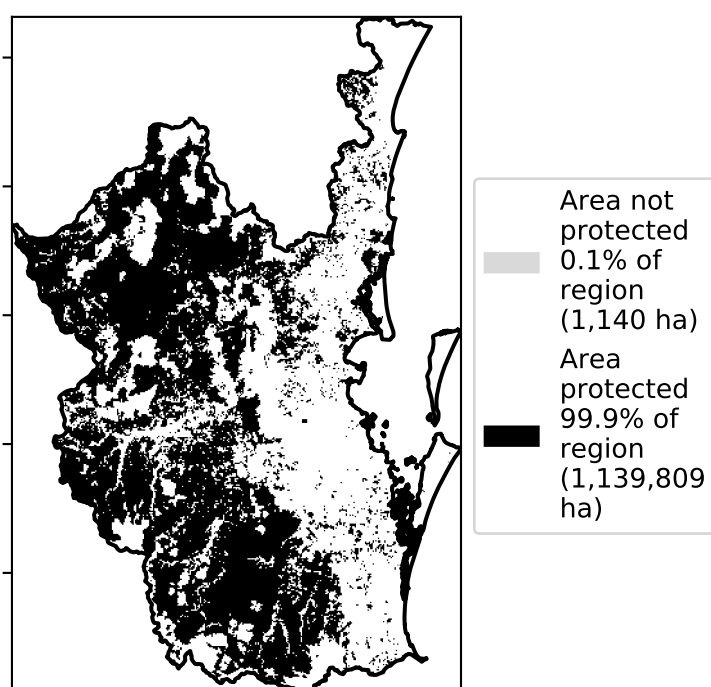 Area not
protected
0.1% of
region
(1,140 ha)
Area
protected
99.9% of
region
(1,139,809
ha)